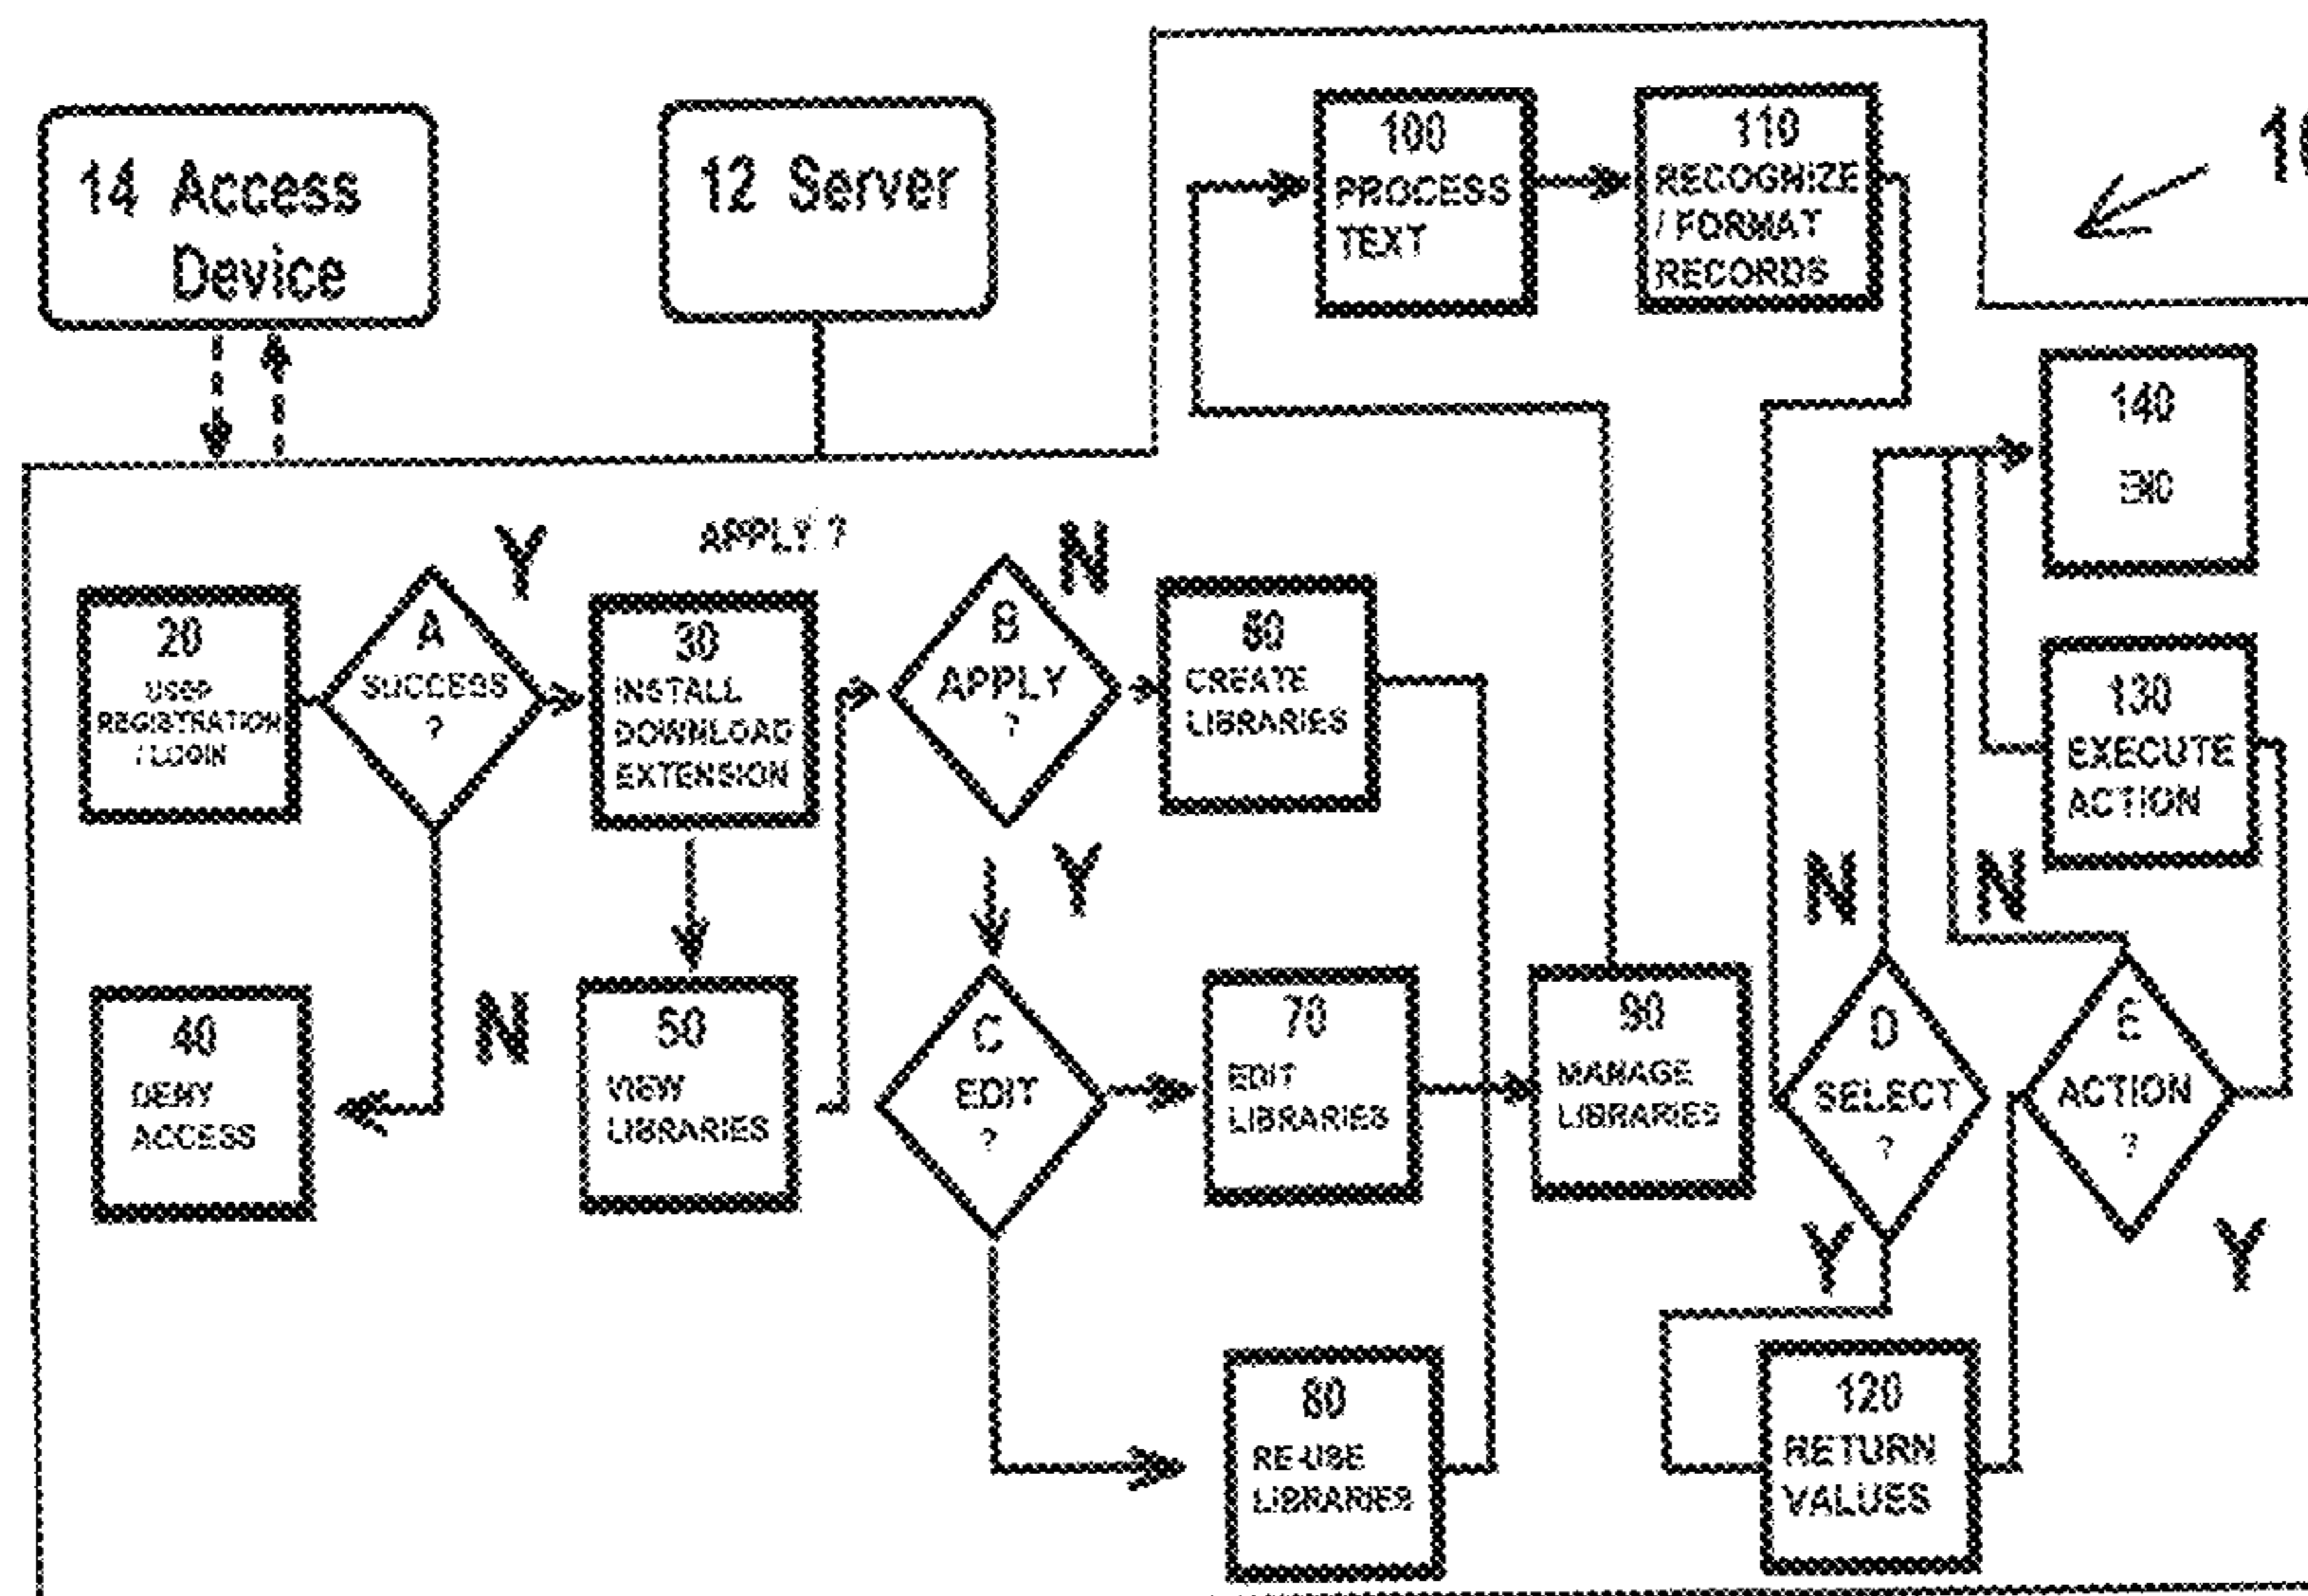 14 Access
Device
12 Server
100
PROCESS
TEXT
110
RECOGNIZE
/ FORMAT
RECORDS
10
140
END
Y
APPLY ?
N
20
USER
REGISTRATION
/ LOGIN
A
SUCCESS
?
30
INSTALL
DOWNLOAD
EXTENSION
B
APPLY
?
60
CREATE
LIBRARIES
130
EXECUTE
ACTION
Y
N
N
40
DENY
ACCESS
N
50
VIEW
LIBRARIES
C
EDIT
?
70
EDIT
LIBRARIES
90
MANAGE
LIBRARIES
D
SELECT
?
E
ACTION
?
Y
Y
80
RE-USE
LIBRARIES
120
RETURN
VALUES